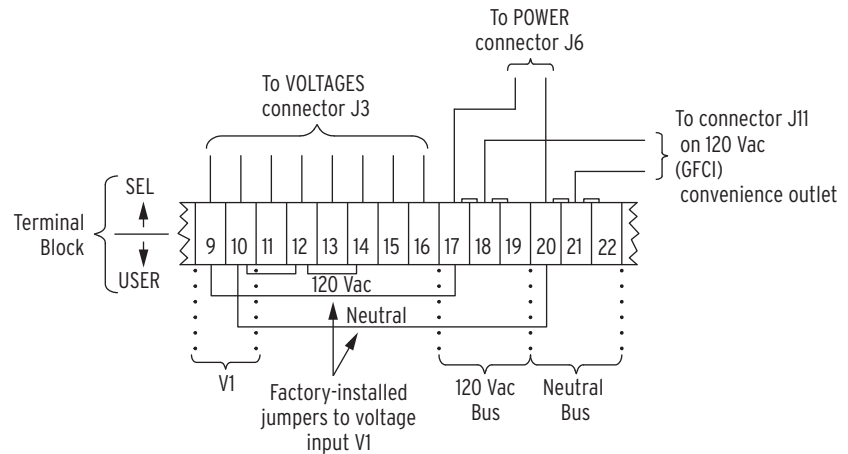 To POWER
connector J6
To VOLTAGES
connector J3
To connector J11
on 120 Vac
(GFCI)
convenience outlet
SEL
Terminal
Block
USER
9 10 11 12 13 14 15 16 17 18 19 20 21 22
120 Vac
Neutral
V1
Factory-installed
jumpers to voltage
input V1
120 Vac
Bus
Neutral
Bus